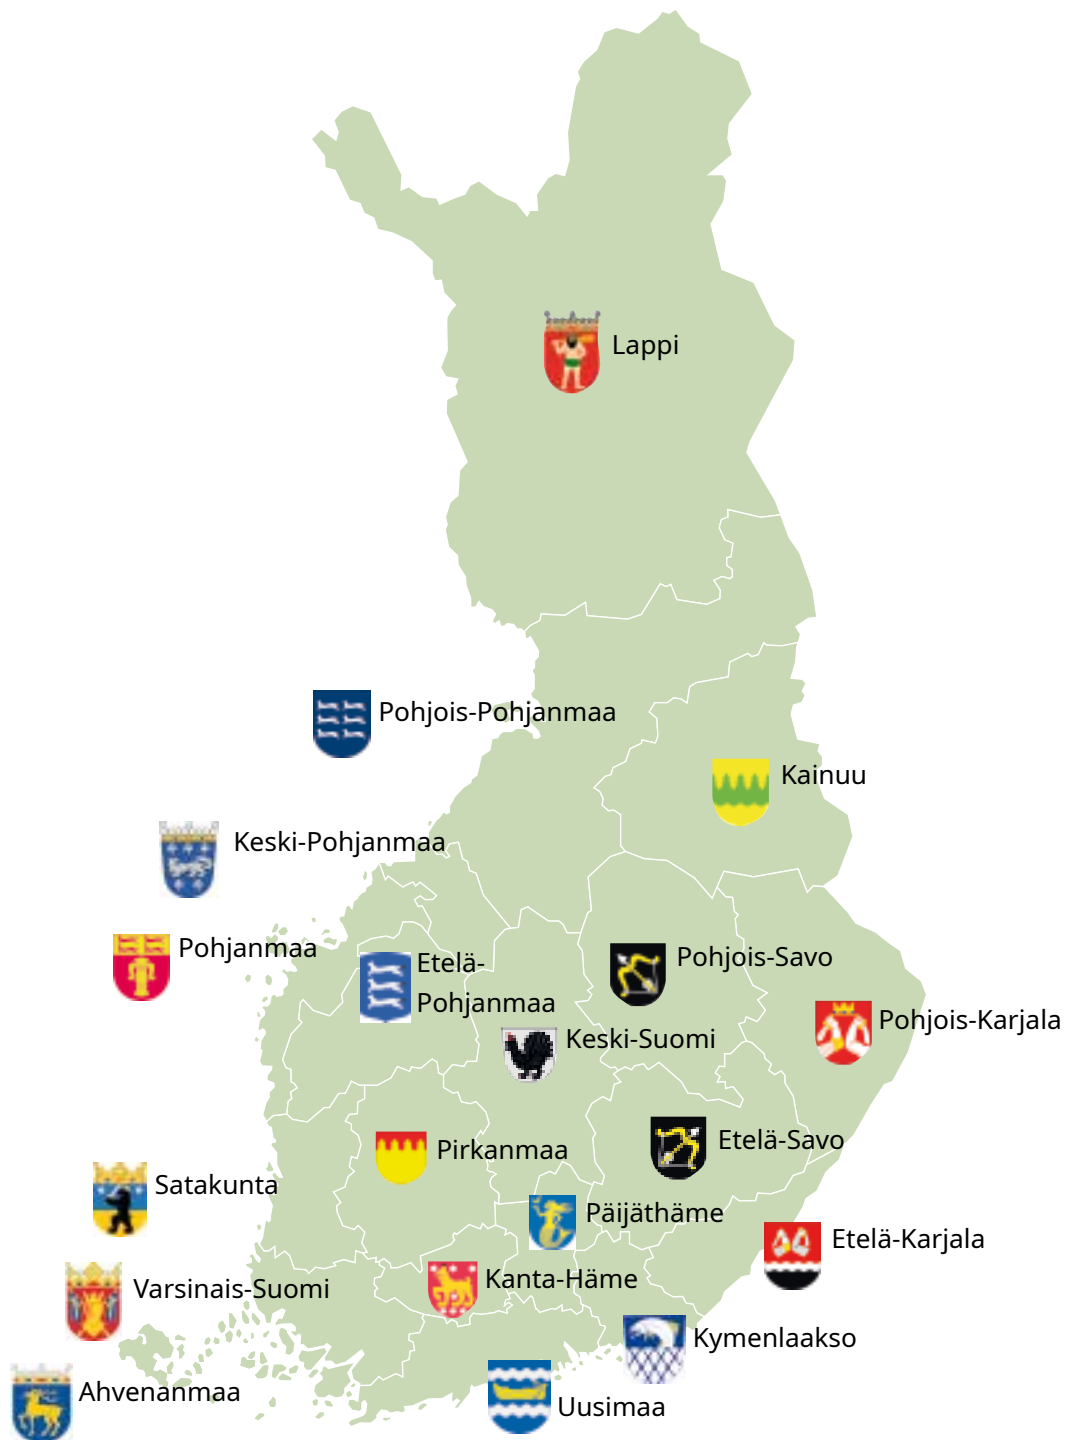 Lappi
Pohjois-Pohjanmaa
Kainuu
Keski-Pohjanmaa
Pohjanmaa
Etelä-
Pohjanmaa
Pohjois-Savo
Pohjois-Karjala
Keski-Suomi
Pirkanmaa
Etelä-Savo
Satakunta
Päijäthäme
Etelä-Karjala
Varsinais-Suomi
Kanta-Häme
Kymenlaakso
Ahvenanmaa
Uusimaa